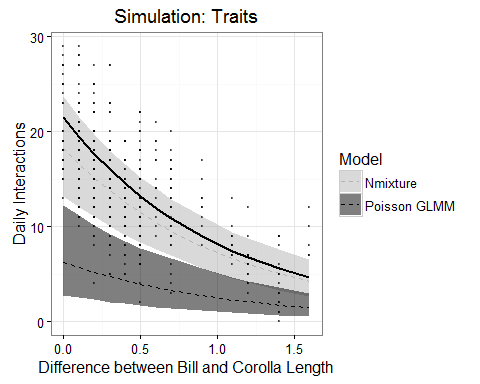 Simulation: Traits
30
20
10
0
Daily Interactions
0.0 0.5 1.0 1.5
Difference between Bill and Corolla Length
Model
Nmixture
Poisson GLMM